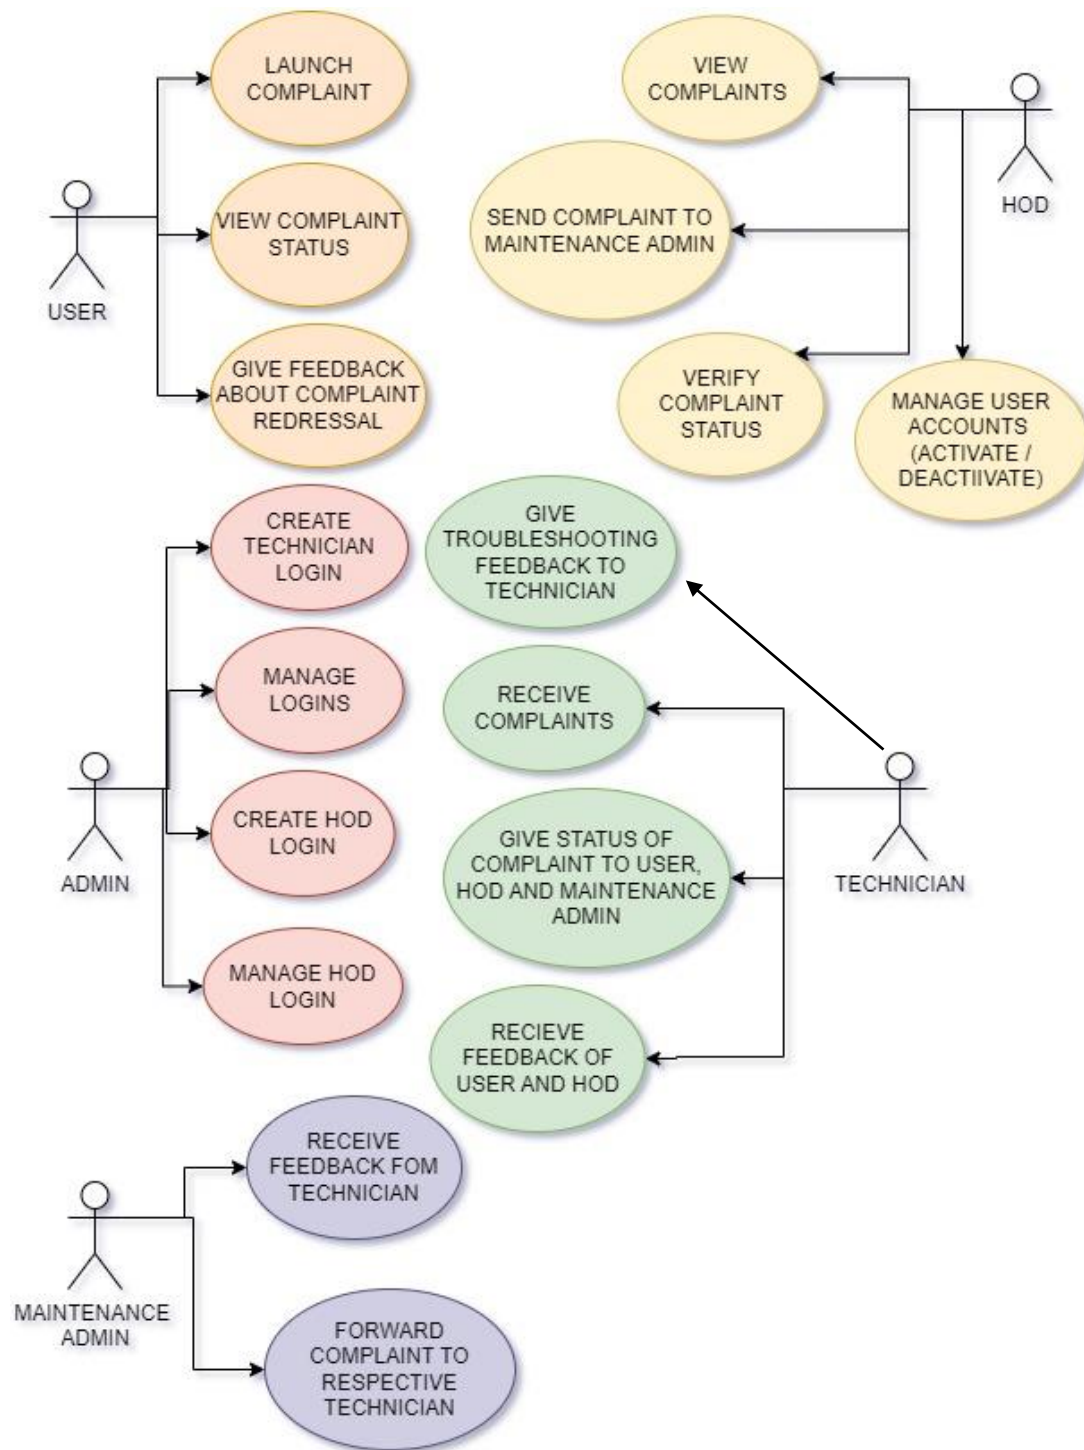 LAUNCH
COMPLAINT
VIEW COMPLAINT
STATUS
USER
GIVE FEEDBACK
ABOUT COMPLAINT
REDRESSAL
VIEW
COMPLAINTS
HOD
SEND COMPLAINT TO
MAINTENANCE ADMIN
VERIFY
COMPLAINT
STATUS
MANAGE USER
ACCOUNTS
(ACTIVATE /
DEACTIIVATE)
CREATE
TECHNICIAN
LOGIN
MANAGE
LOGINS
ADMIN
CREATE HOD
LOGIN
MANAGE HOD
LOGIN
GIVE
TROUBLESHOOTING
FEEDBACK TO
TECHNICIAN
RECEIVE
COMPLAINTS
GIVE STATUS OF
COMPLAINT TO USER,
HOD AND MAINTENANCE
ADMIN
TECHNICIAN
RECIEVE
FEEDBACK OF
USER AND HOD
RECEIVE
FEEDBACK FOM
TECHNICIAN
MAINTENANCE
ADMIN
FORWARD
COMPLAINT TO
RESPECTIVE
TECHNICIAN